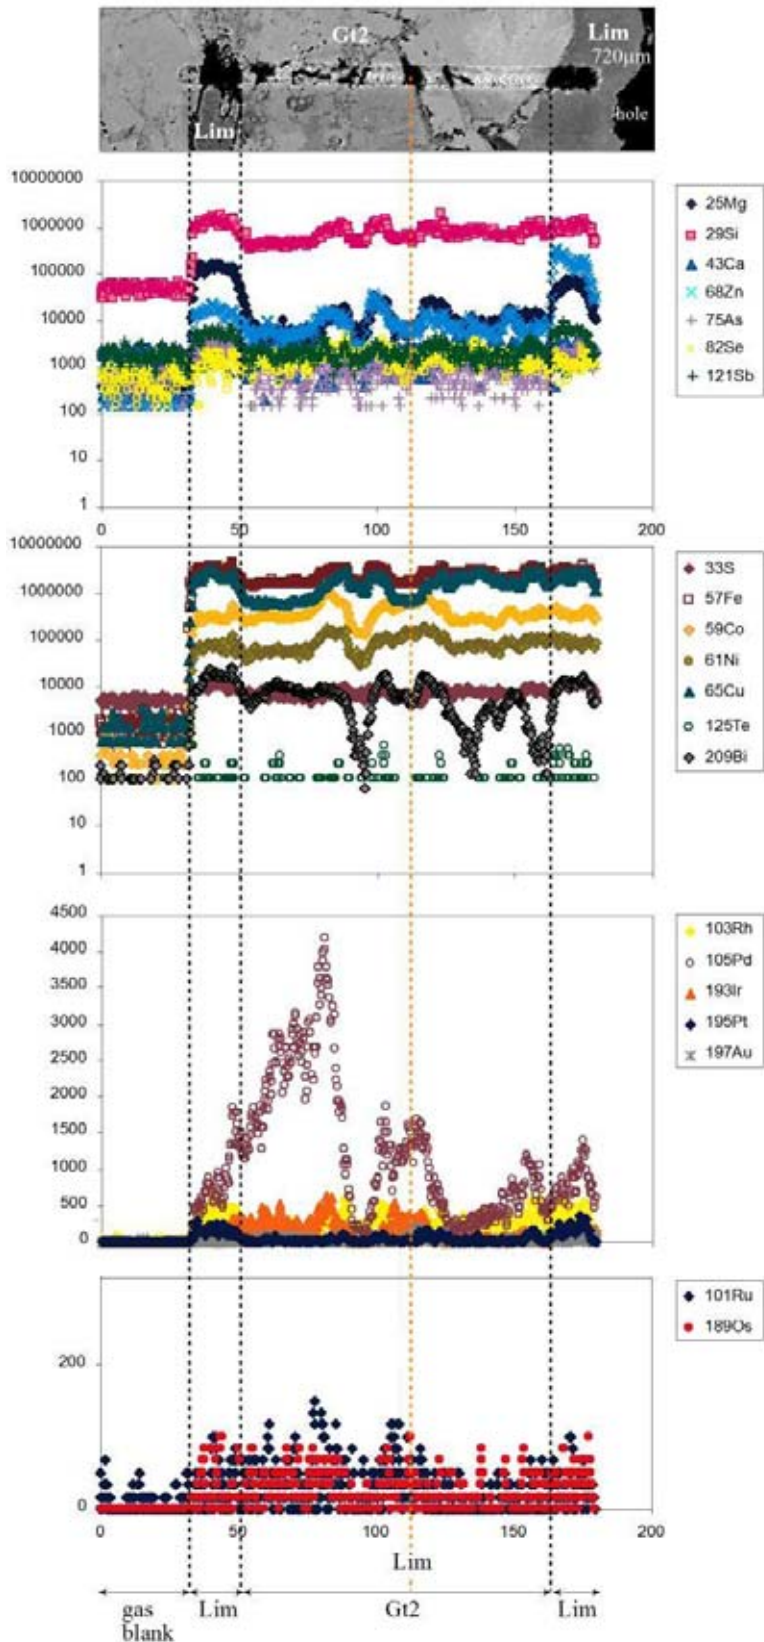 Gt2
Lim
720µm
hole
Lim
10000000
1000000
100000
10000
1000
100
10
1
0
50
100
150
200
25Mg
29Si
43Ca
68Zn
75As
82Se
121Sb
10000000
1000000
100000
10000
1000
100
10
1
0
50
100
150
200
33S
57Fe
59Co
61Ni
65Cu
125Te
209Bi
4500
4000
3500
3000
2500
2000
1500
1000
500
0
103Rh
105Pd
193Ir
195Pt
197Au
200
0
101Ru
189Os
0
50
100
150
200
Lim
gas blank
Lim
Gt2
Lim